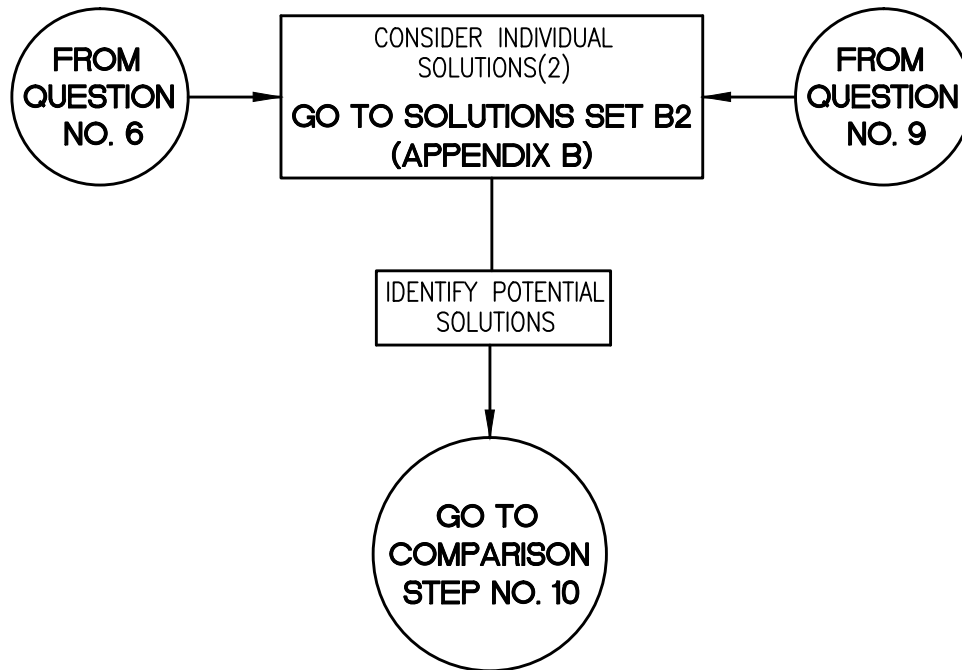 FROM
QUESTION
NO. 6
CONSIDER INDIVIDUAL
SOLUTIONS(2)
GO TO SOLUTIONS SET B2
(APPENDIX B)
FROM
QUESTION
NO. 9
IDENTIFY POTENTIAL
SOLUTIONS
GO TO
COMPARISON
STEP NO. 10